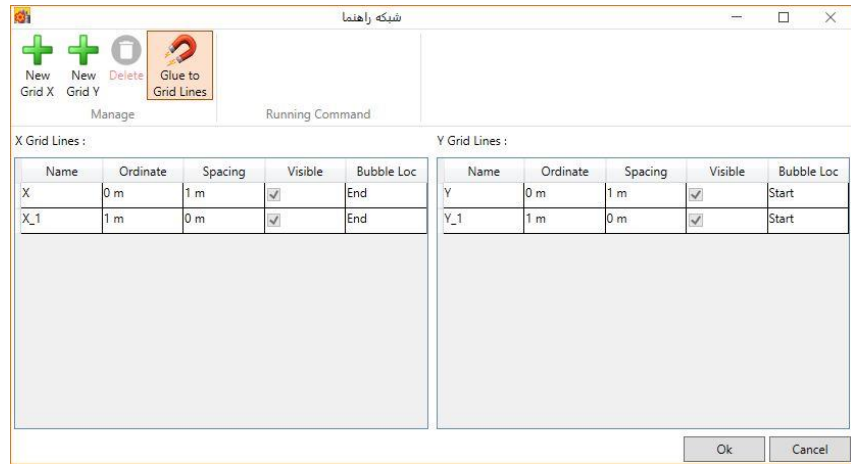 شبکه راهنما
New Grid X
New Grid Y
Delete
Glue to Grid Lines
Manage
Running Command
X Grid Lines :
Name Ordinate Spacing Visible Bubble Loc
X 0 m 1 m End
X_1 1 m 0 m End
Y Grid Lines :
Name Ordinate Spacing Visible Bubble Loc
Y 0 m 1 m Start
Y_1 1 m 0 m Start
Ok Cancel